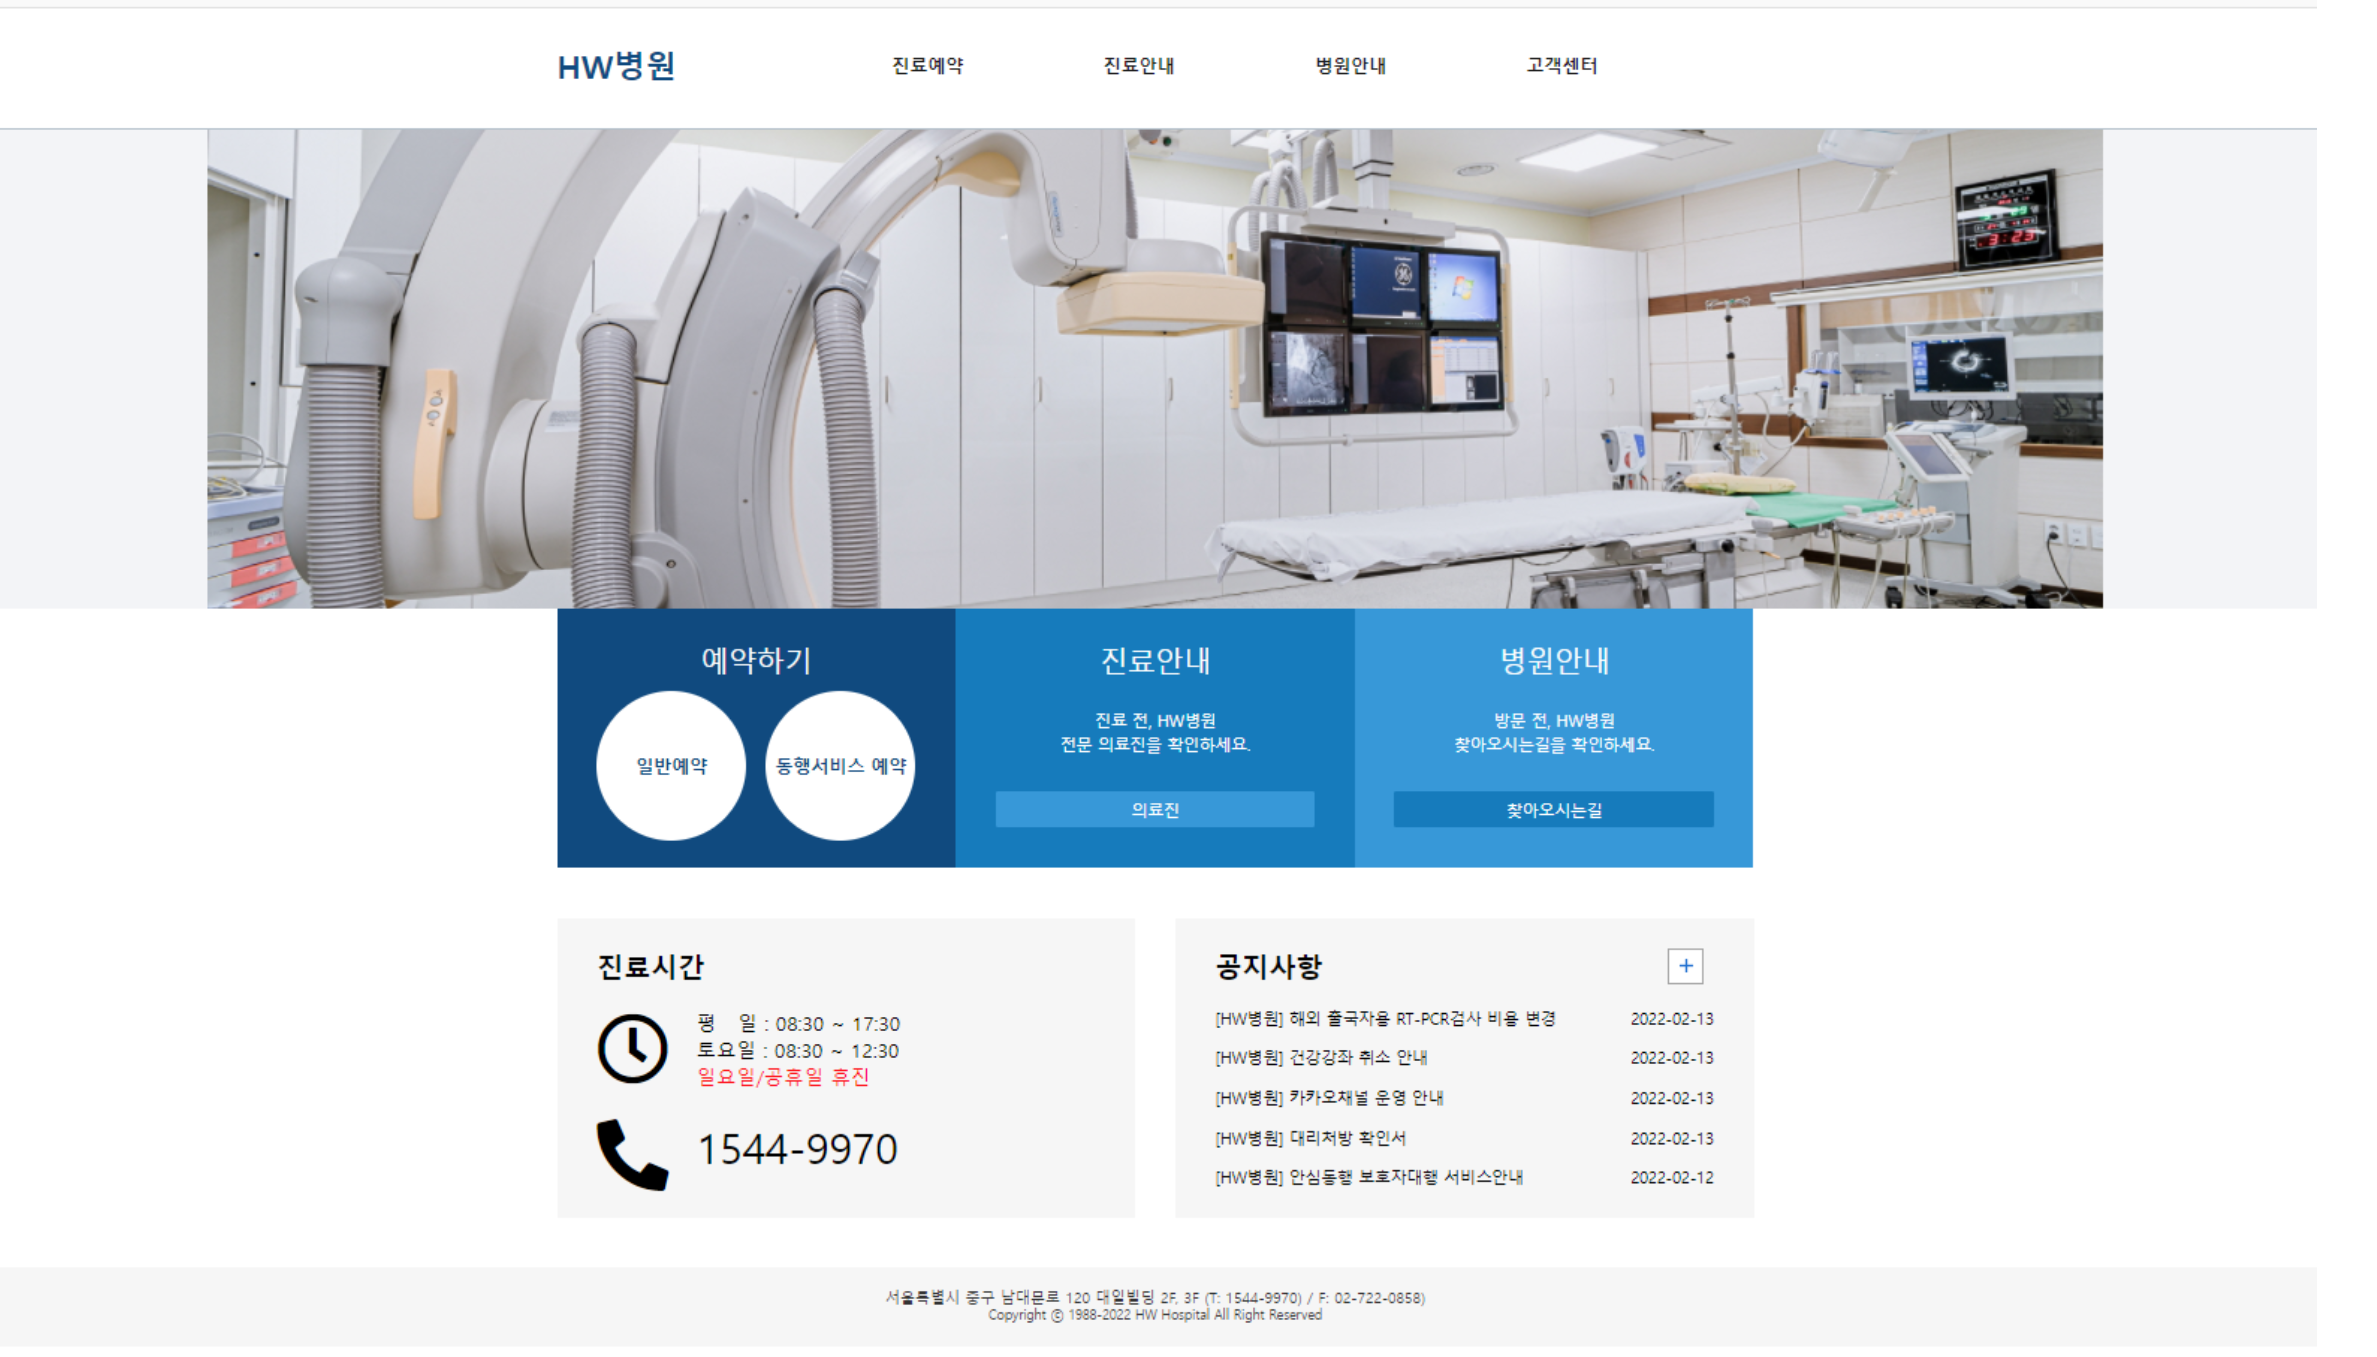 HW병원
진료예약
진료안내
병원안내
고객센터
3:23
예약하기
일반예약
동행서비스 예약
진료안내
진료 전, HW병원
전문 의료진을 확인하세요.
의료진
병원안내
방문 전, HW병원
찾아오시는길을 확인하세요.
찾아오시는길
진료시간
평 일 : 08:30 ~ 17:30
토요일 : 08:30 ~ 12:30
일요일/공휴일 휴진
1544-9970
공지사항
+
[HW병원] 해외 출국자용 RT-PCR검사 비용 변경 2022-02-13
[HW병원] 건강강좌 취소 안내 2022-02-13
[HW병원] 카카오채널 운영 안내 2022-02-13
[HW병원] 대리처방 확인서 2022-02-13
[HW병원] 안심동행 보호자대행 서비스안내 2022-02-12
서울특별시 중구 남대문로 120 대일빌딩 2F, 3F (T: 1544-9970) / F: 02-722-0858)
Copyright ⓒ 1988-2022 HW Hospital All Right Reserved